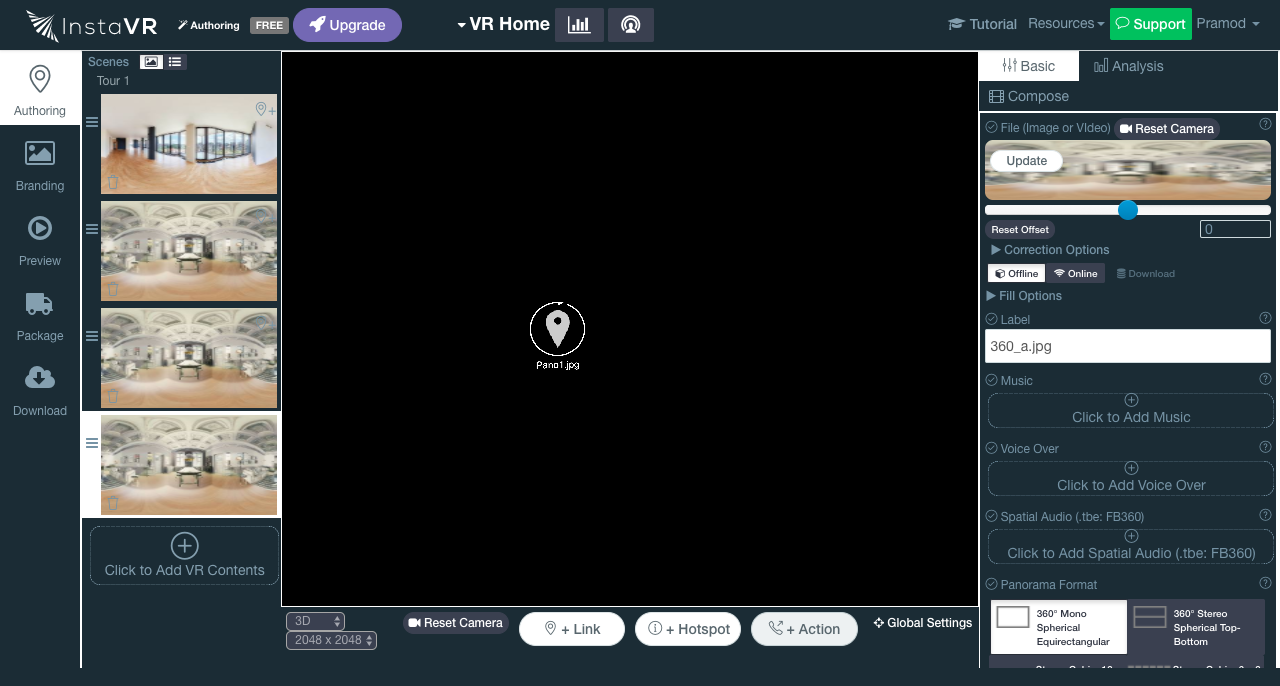 InstaVR
Authoring
FREE
Upgrade
VR Home
Tutorial
Resources
Support
Pramod
Authoring
Branding
Preview
Package
Download
Scenes
Tour 1
Click to Add VR Contents
Pano1.jpg
3D
2048 x 2048
Reset Camera
+ Link
+ Hotspot
+ Action
Global Settings
Basic
Analysis
Compose
File (Image or VIdeo)
Reset Camera
Update
Reset Offset
0
Correction Options
Offline
Online
Download
Fill Options
Label
360_a.jpg
Music
Click to Add Music
Voice Over
Click to Add Voice Over
Spatial Audio (.tbe: FB360)
Click to Add Spatial Audio (.tbe: FB360)
Panorama Format
360° Mono
Spherical
Equirectangular
360° Stereo
Spherical Top-
Bottom